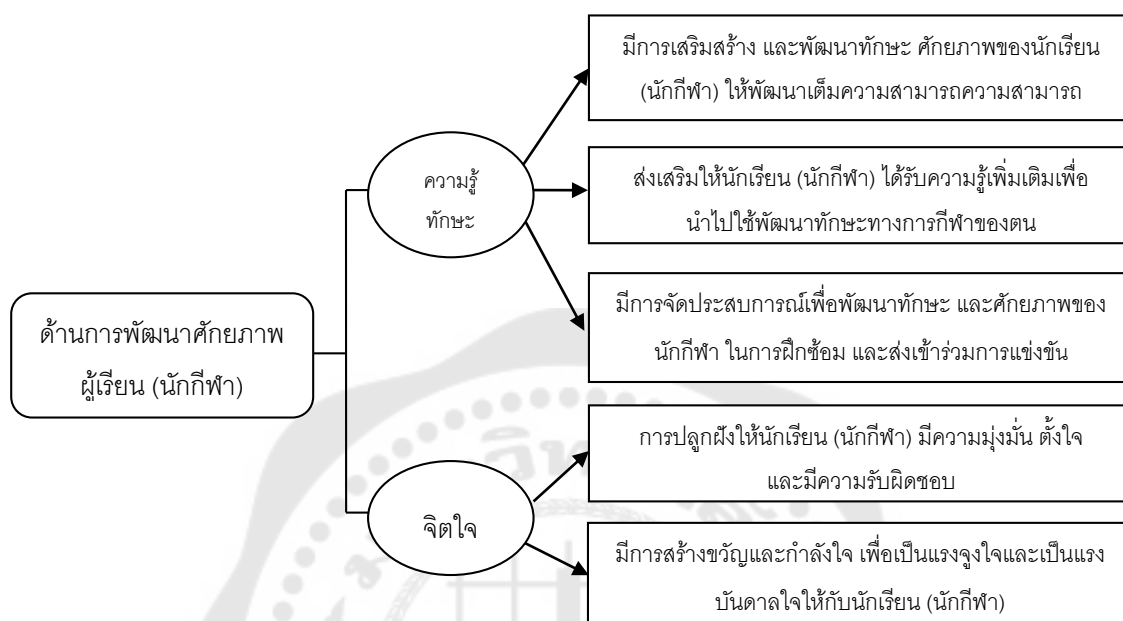 ด้านการพัฒนาศักยภาพ
ผู้เรียน (นักกีฬา)
ความรู้
ทักษะ
มีการเสริมสร้าง และพัฒนาทักษะ ศักยภาพของนักเรียน
(นักกีฬา) ให้พัฒนาเต็มความสามารถความสามารถ
ส่งเสริมให้นักเรียน (นักกีฬา) ได้รับความรู้เพิ่มเติมเพื่อ
นำไปใช้พัฒนาทักษะทางการกีฬาของตน
มีการจัดประสบการณ์เพื่อพัฒนาทักษะ และศักยภาพของ
นักกีฬา ในการฝึกซ้อม และส่งเข้าร่วมการแข่งขัน
จิตใจ
การปลูกฝังให้นักเรียน (นักกีฬา) มีความมุ่งมั่น ตั้งใจ
และมีความรับผิดชอบ
มีการสร้างขวัญและกำลังใจ เพื่อเป็นแรงจูงใจและเป็นแรง
บันดาลใจให้กับนักเรียน (นักกีฬา)